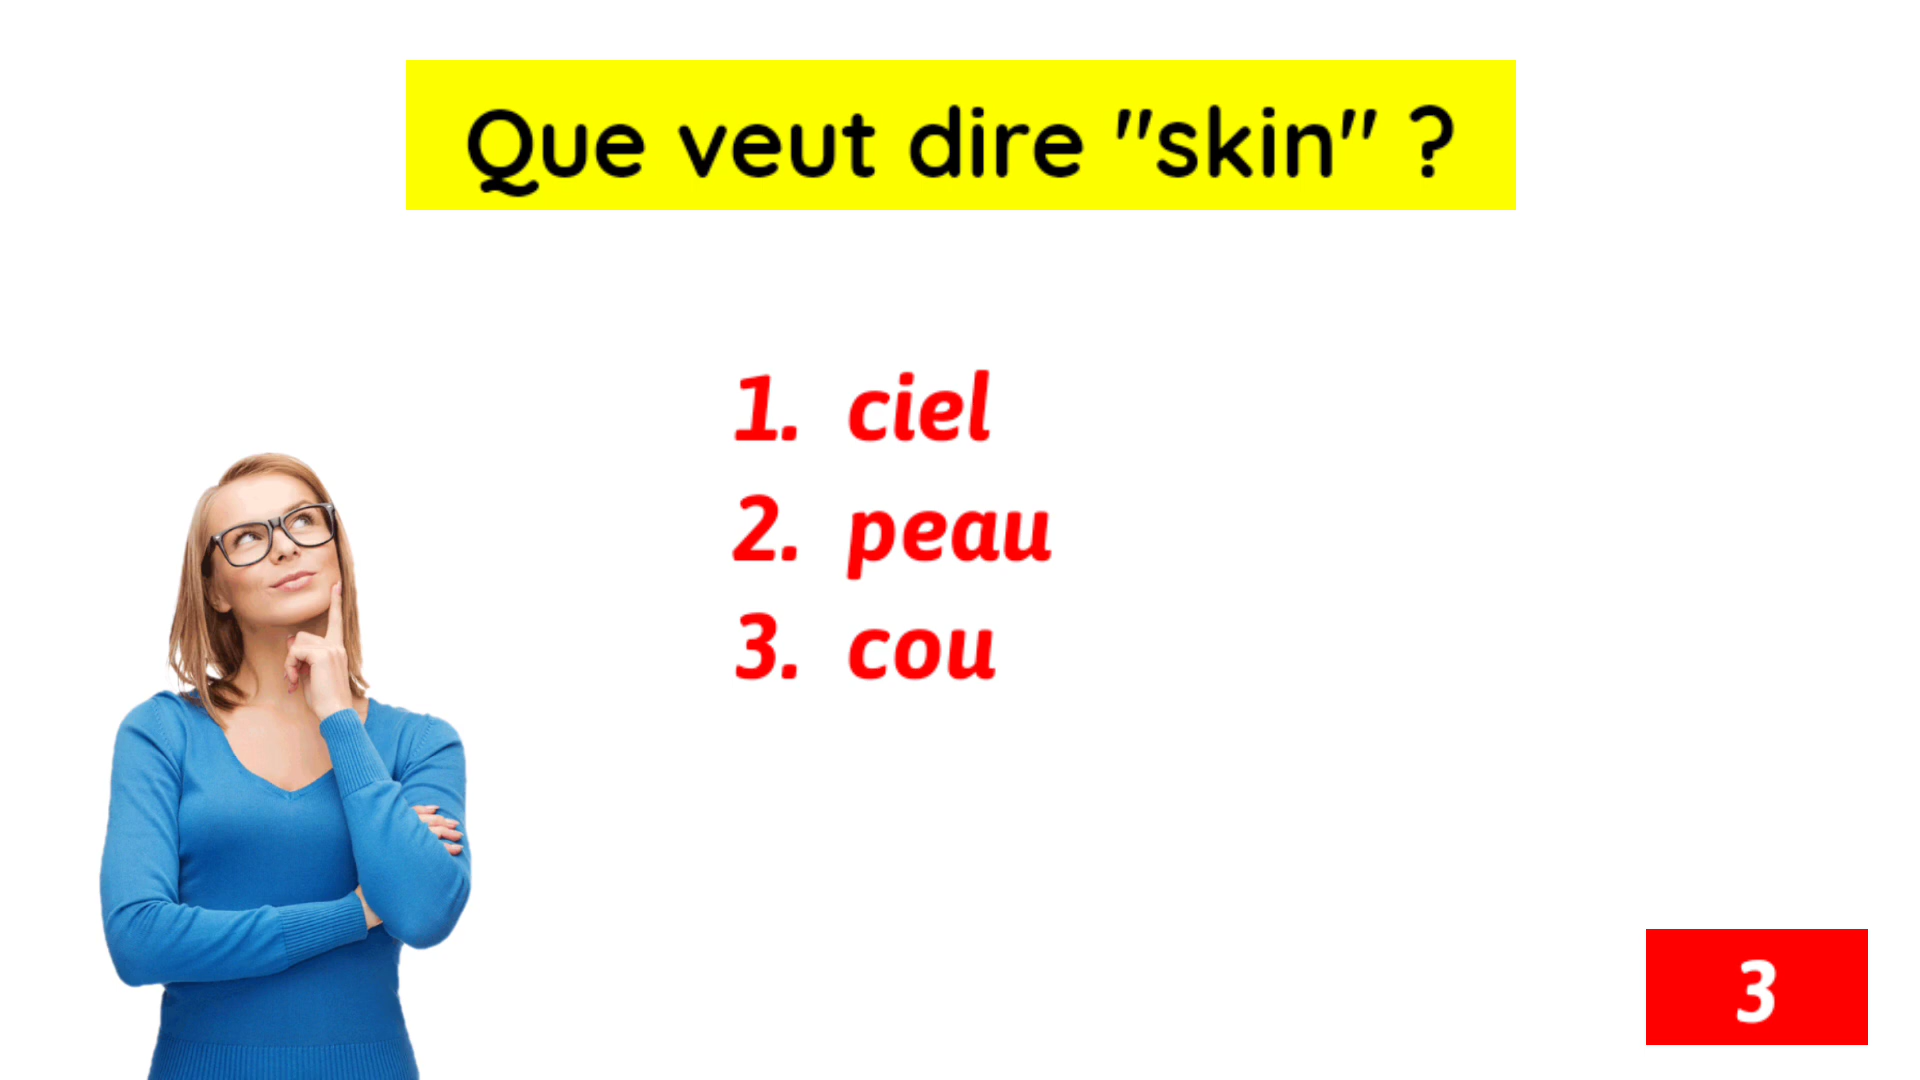 Que veut dire "skin" ?
1. ciel
2. peau
3. cou
3